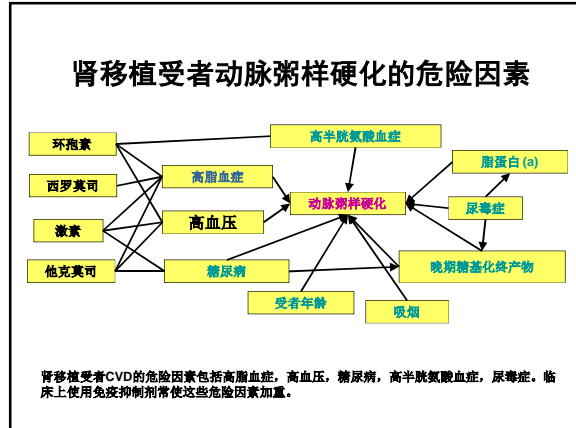 肾移植受者动脉粥样硬化的危险因素
高半胱氨酸血症
环孢素
脂蛋白(a)
西罗莫司
高脂血症
动脉粥样硬化
尿毒症
高血压
激素
他克莫司
糖尿病
晚期糖基化终产物
受者年龄
吸烟
肾移植受者CVD的危险因素包括高脂血症，高血压，糖尿病，高半胱氨酸血症，尿毒症。临
床上使用免疫抑制剂常使这些危险因素加重。